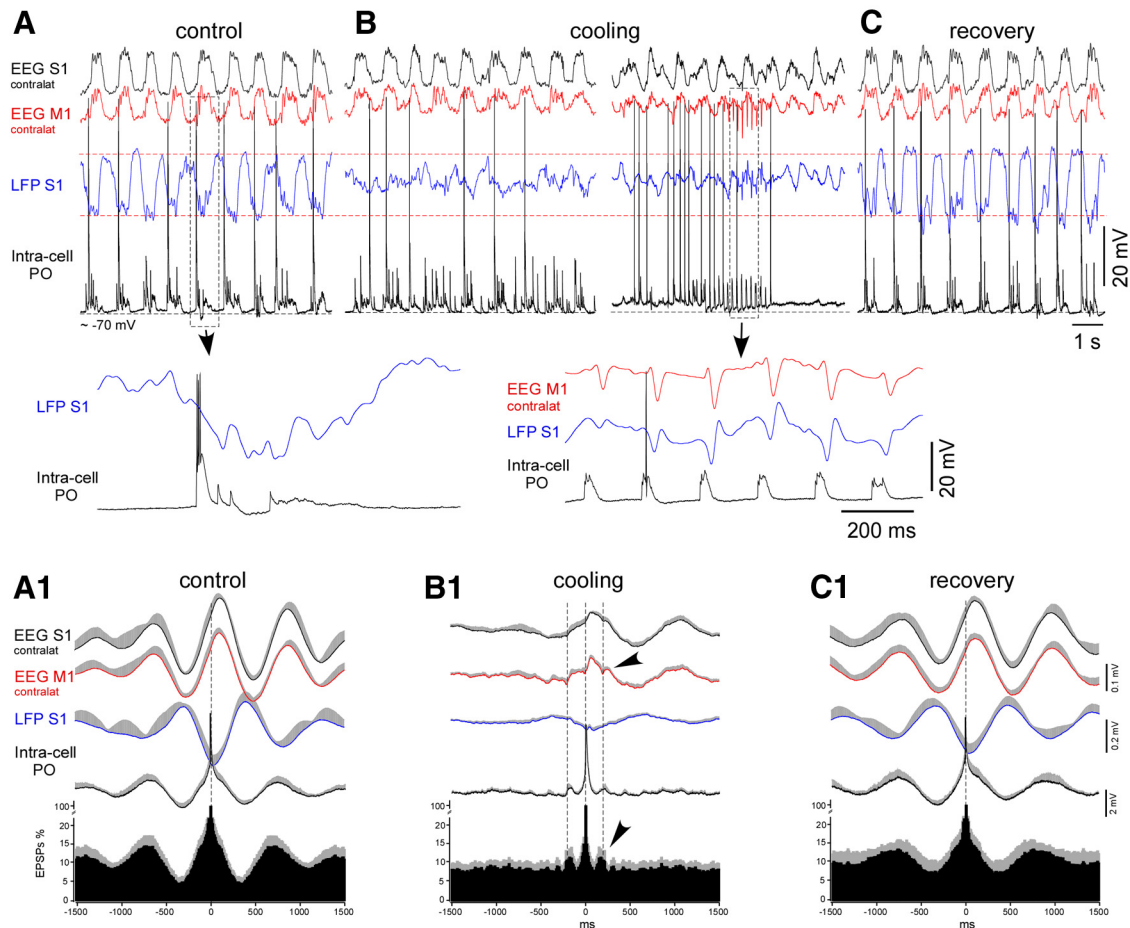 A
control
B
cooling
C
recovery
EEG S1
contralat
EEG M1
contralat
LFP S1
Intra-cell
PO
~ -70 mV
20 mV
1 s
LFP S1
Intra-cell
PO
EEG M1
contralat
LFP S1
Intra-cell
PO
20 mV
200 ms
A1
control
B1
cooling
C1
recovery
EEG S1
contralat
EEG M1
contralat
LFP S1
Intra-cell
PO
0.1 mV
0.2 mV
2 mV
EPSPs %
100
20
15
10
5
0
-1500 -1000 -500 0 500 1000 1500
100
20
15
10
5
0
-1500 -1000 -500 0 500 1000 1500
ms
100
20
15
10
5
0
-1500 -1000 -500 0 500 1000 1500
ms